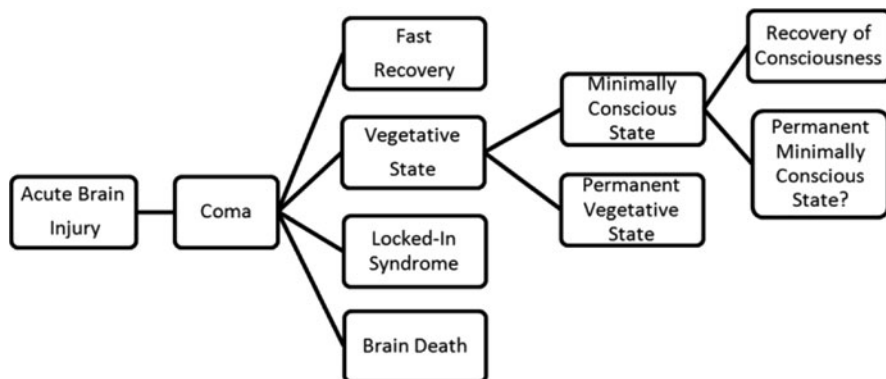 Acute Brain
Injury
Coma
Fast
Recovery
Vegetative
State
Locked-In
Syndrome
Brain Death
Minimally
Conscious
State
Permanent
Vegetative
State
Recovery of
Consciousness
Permanent
Minimally
Conscious
State?